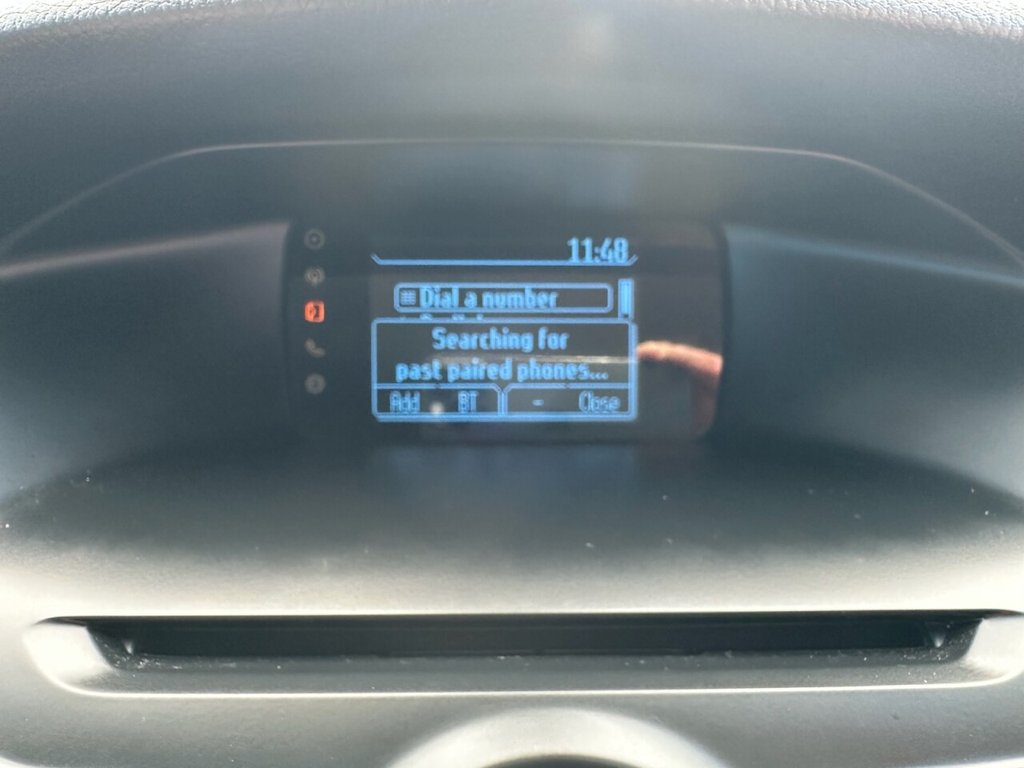 11:48
Dial a number
Searching for
past paired phones...
Add BT - Close